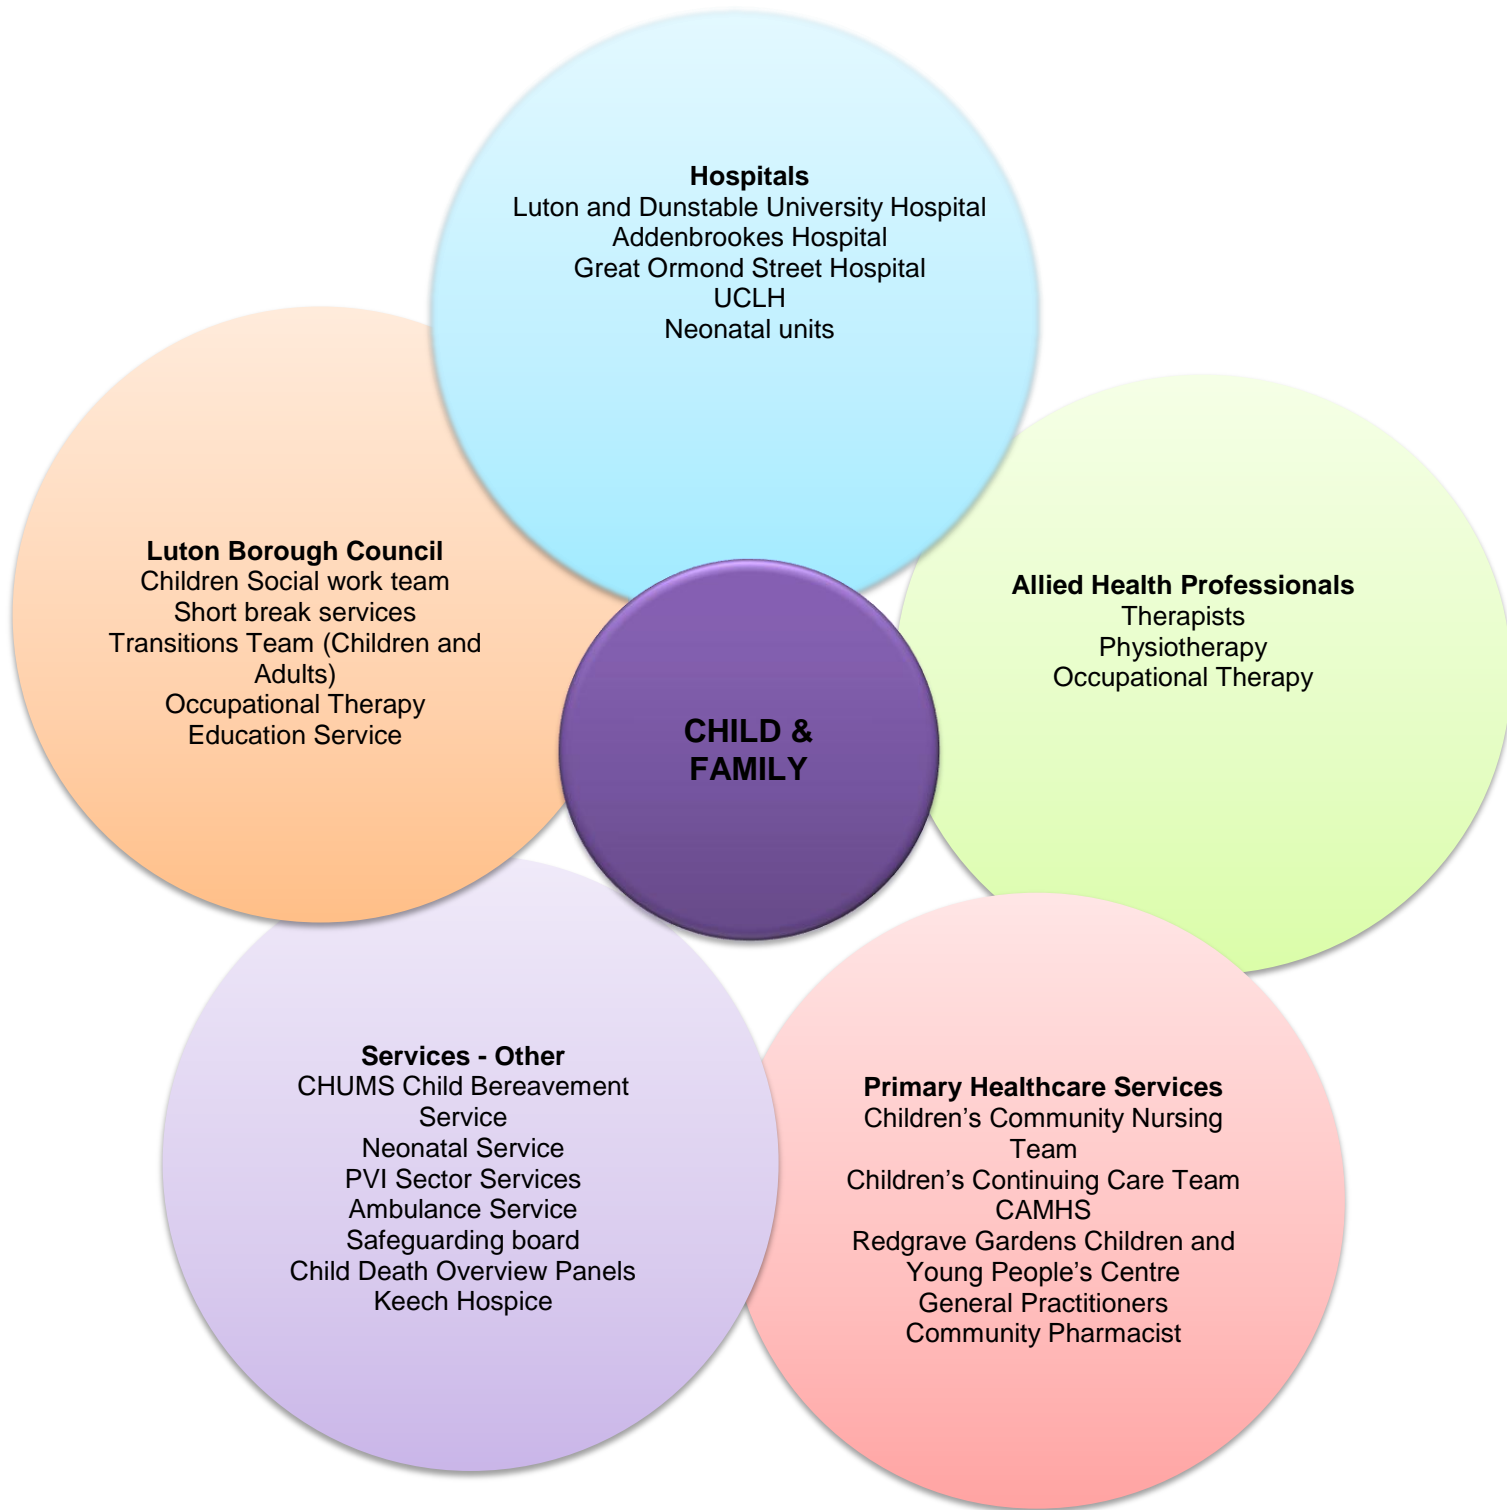 Hospitals
Luton and Dunstable University Hospital
Addenbrookes Hospital
Great Ormond Street Hospital
UCLH
Neonatal units
Luton Borough Council
Children Social work team
Short break services
Transitions Team (Children and
Adults)
Occupational Therapy
Education Service
Allied Health Professionals
Therapists
Physiotherapy
Occupational Therapy
CHILD &
FAMILY
Services - Other
CHUMS Child Bereavement
Service
Neonatal Service
PVI Sector Services
Ambulance Service
Safeguarding board
Child Death Overview Panels
Keech Hospice
Primary Healthcare Services
Children’s Community Nursing
Team
Children’s Continuing Care Team
CAMHS
Redgrave Gardens Children and
Young People’s Centre
General Practitioners
Community Pharmacist